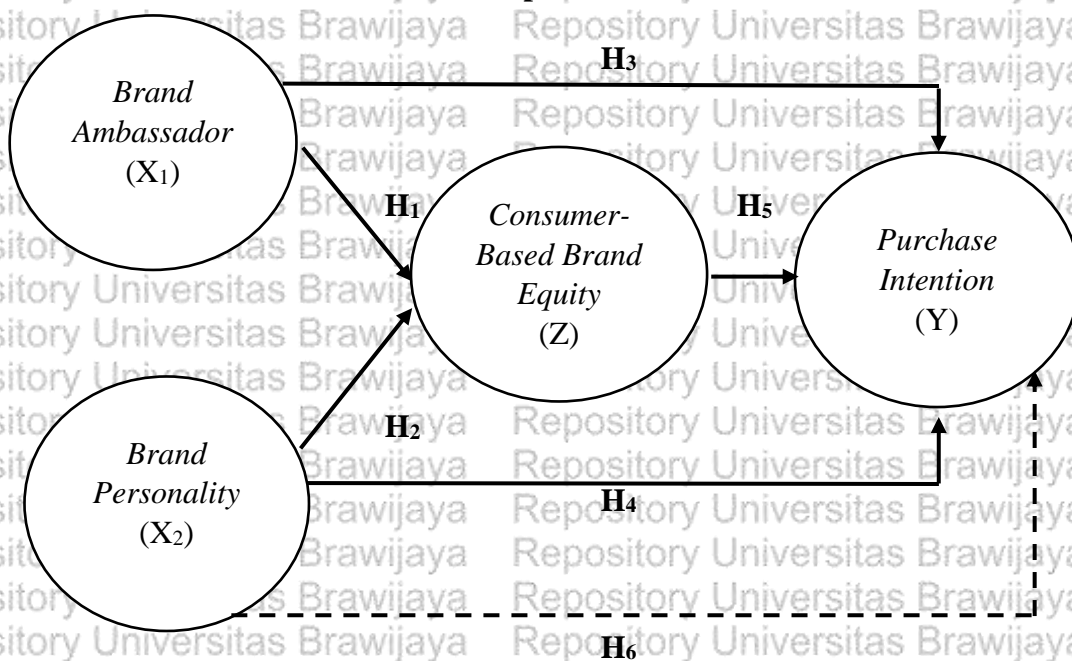 H3
Brand
Ambassador
(X1)
H1
Consumer-
Based Brand
Equity
(Z)
H5
Purchase
Intention
(Y)
H2
Brand
Personality
(X2)
H4
H6
Repository Universitas Brawijaya